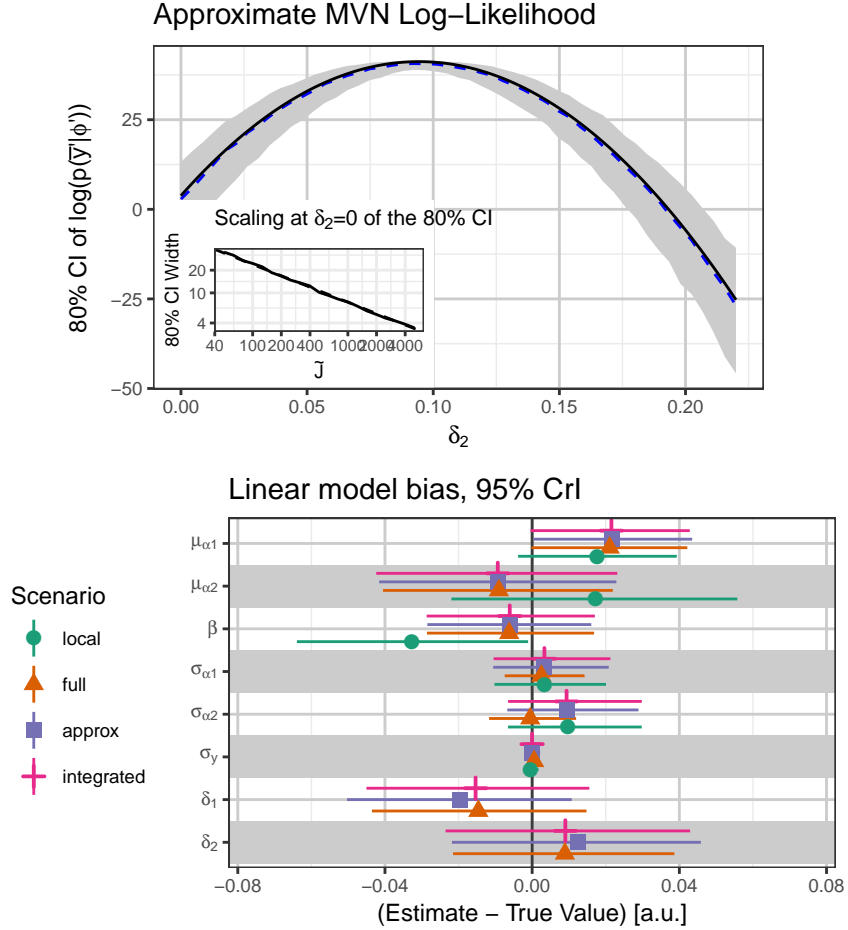 Approximate MVN Log−Likelihood
80% CI of log(p(y̅'|ϕ'))
25
0
−25
−50
Scaling at δ₂=0 of the 80% CI
80% CI Width
20
10
4
40 100 200 400 1000 2000 4000
J̃
0.00 0.05 0.10 0.15 0.20
δ₂
Linear model bias, 95% CrI
Scenario
local
full
approx
integrated
μα1
μα2
β
σα1
σα2
σy
δ₁
δ₂
−0.08 −0.04 0.00 0.04 0.08
(Estimate − True Value) [a.u.]